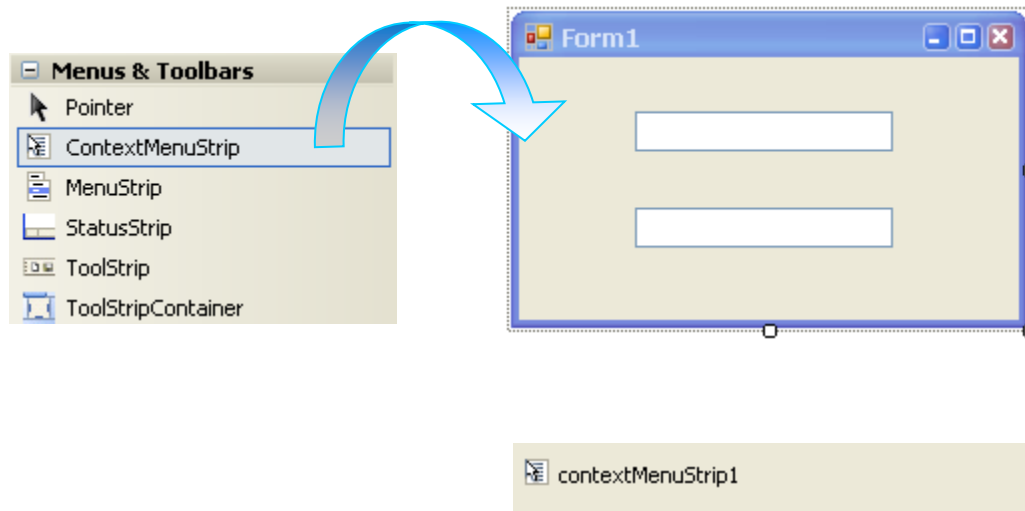 Menus & Toolbars
Pointer
ContextMenuStrip
MenuStrip
StatusStrip
ToolStrip
ToolStripContainer
Form1
contextMenuStrip1